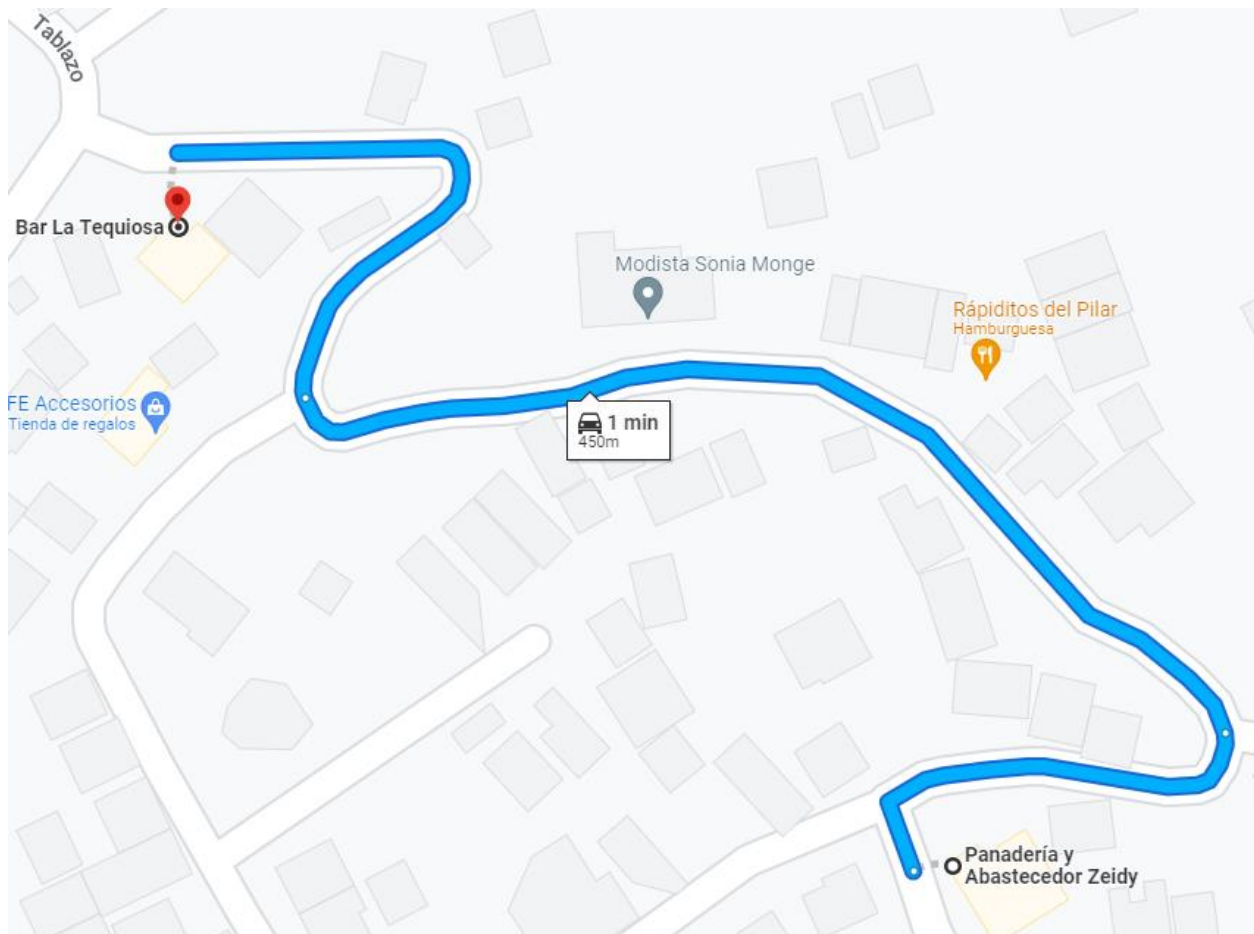 Tablazo
Bar La Tequiosa
Modista Sonia Monge
Rápiditos del Pilar
Hamburguesa
FE Accesorios
Tienda de regalos
1 min
450m
Panadería y
Abastecedor Zeidy